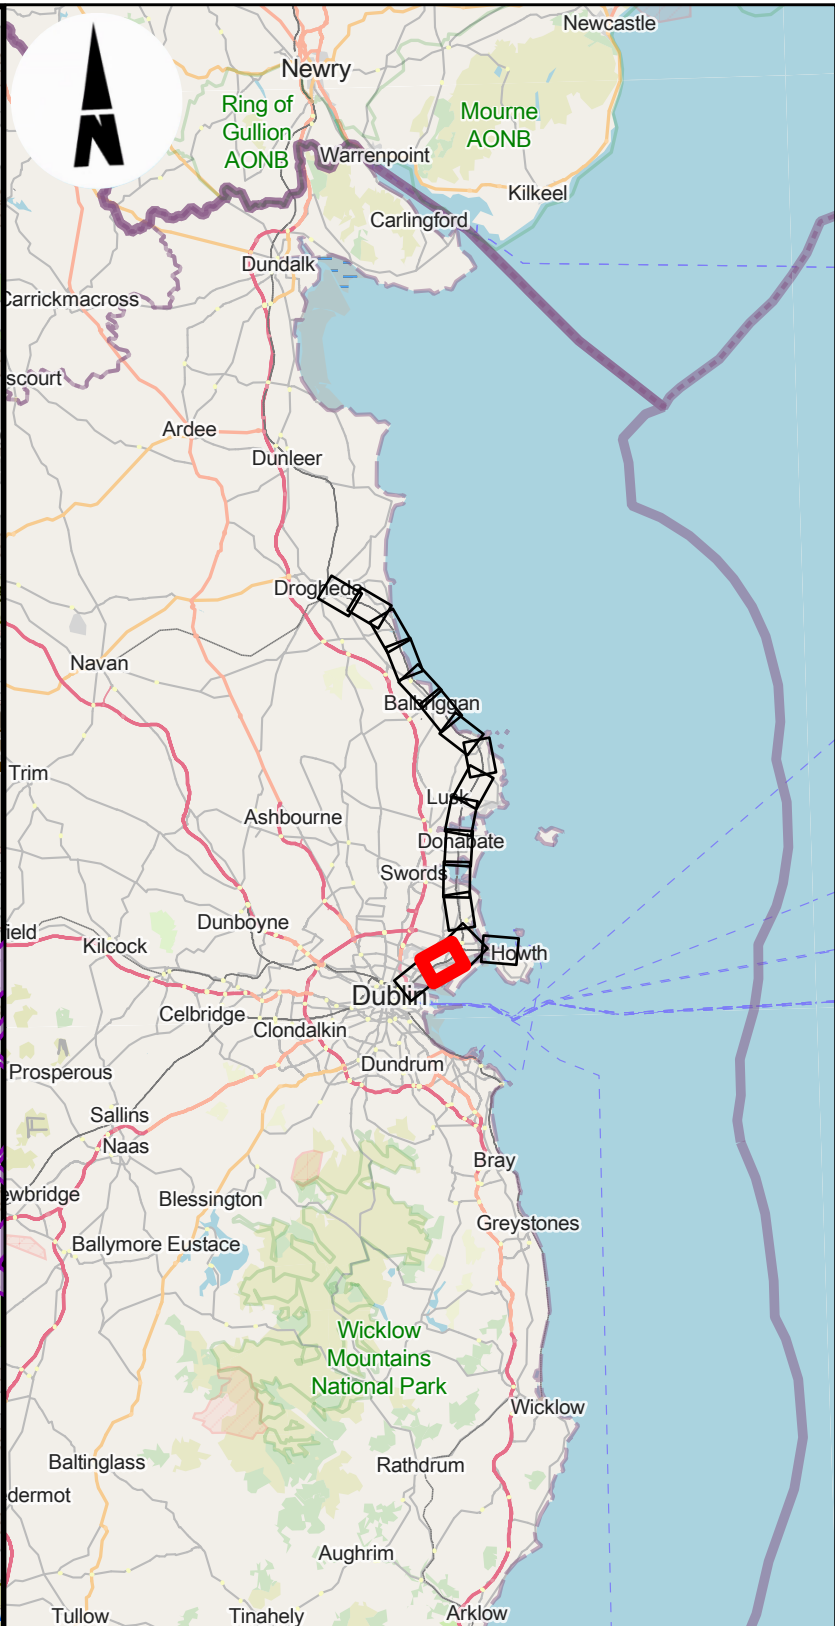 Newcastle
Newry
N
Ring of
Gullion
AONB
Mourne
AONB
Warrenpoint
Kilkeel
Carlingford
Dundalk
Carrickmacross
scourt
Ardee
Dunleer
Drogheda
Navan
Balbriggan
Trim
Lusk
Ashbourne
Donabate
Swords
Dunboyne
ield
Kilcock
Howth
Dublin
Celbridge
Clondalkin
Dundrum
Prosperous
Sallins
Naas
Bray
ewbridge
Blessington
Greystones
Ballymore Eustace
Wicklow
Mountains
National Park
Wicklow
Baltinglass
Rathdrum
dermot
Aughrim
Tullow
Tinahely
Arklow